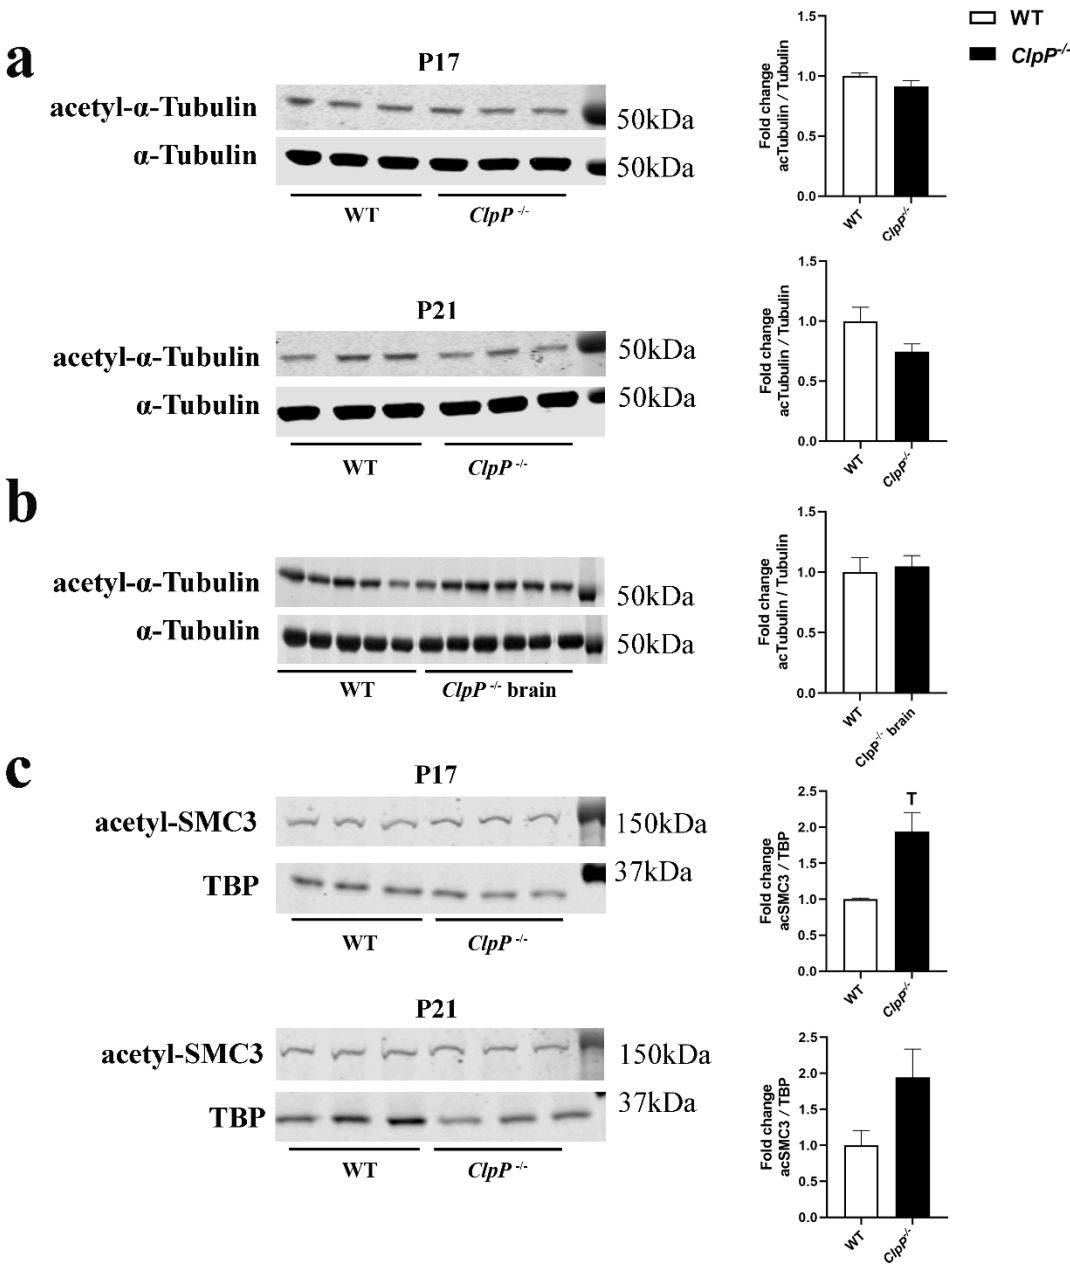 WT
ClpP-/-
a
P17
acetyl-α-Tubulin
50kDa
α-Tubulin
50kDa
WT
ClpP -/-
Fold change
acTubulin / Tubulin
1.5
1.0
0.5
0.0
WT
ClpP-/-
P21
acetyl-α-Tubulin
50kDa
α-Tubulin
50kDa
WT
ClpP -/-
Fold change
acTubulin / Tubulin
1.5
1.0
0.5
0.0
WT
ClpP-/-
b
acetyl-α-Tubulin
50kDa
α-Tubulin
50kDa
WT
ClpP -/- brain
Fold change
acTubulin / Tubulin
1.5
1.0
0.5
0.0
WT
ClpP-/- brain
c
P17
acetyl-SMC3
150kDa
TBP
37kDa
WT
ClpP -/-
Fold change
acSMC3 / TBP
2.5
2.0
1.5
1.0
0.5
0.0
T
WT
ClpP-/-
P21
acetyl-SMC3
150kDa
TBP
37kDa
WT
ClpP -/-
Fold change
acSMC3 / TBP
2.5
2.0
1.5
1.0
0.5
0.0
WT
ClpP-/-